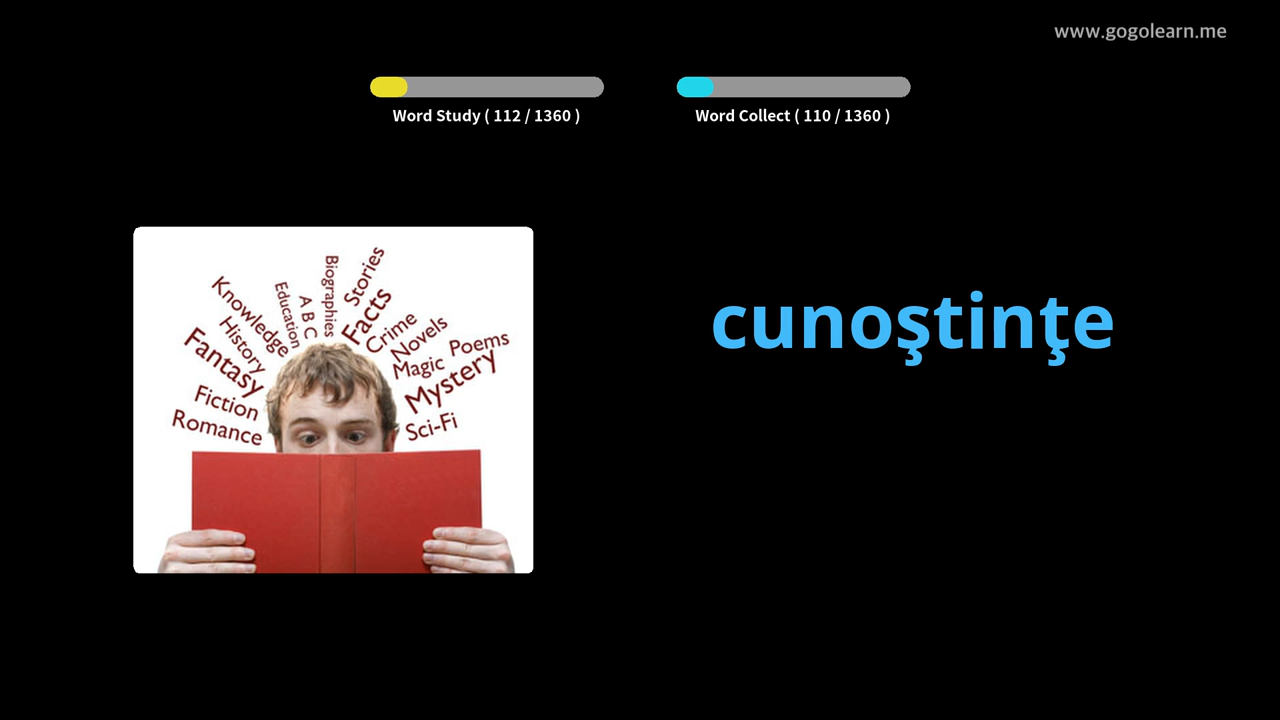 www.gogolearn.me
Word Study ( 112 / 1360 )
Word Collect ( 110 / 1360 )
Knowledge
History
Fantasy
Fiction
Romance
Education
A B C
Biographies
Stories
Facts
Crime
Novels
Magic
Poems
Mystery
Sci-Fi
cunoştinţe